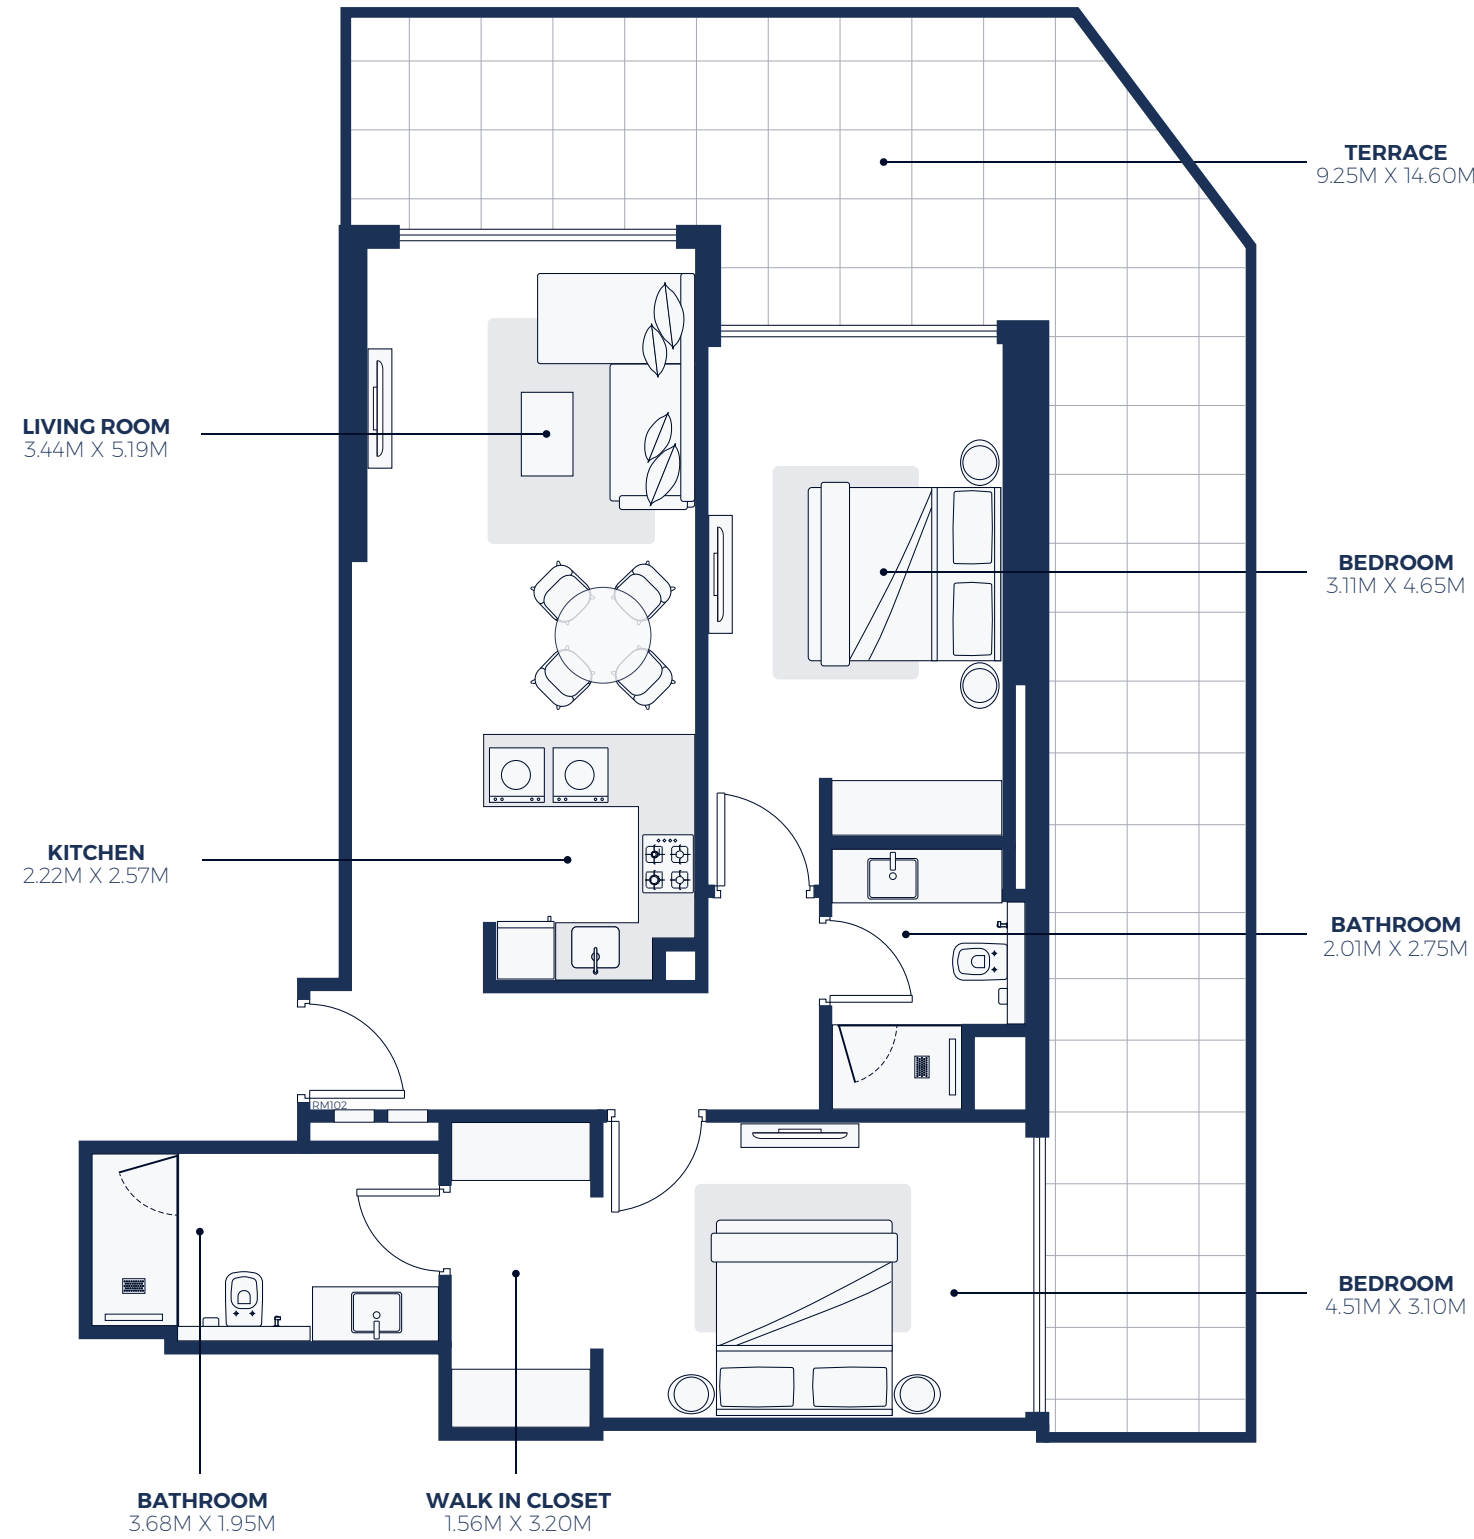 TERRACE
9.25M X 14.60M
LIVING ROOM
3.44M X 5.19M
BEDROOM
3.11M X 4.65M
KITCHEN
2.22M X 2.57M
BATHROOM
2.01M X 2.75M
RM102
BEDROOM
4.51M X 3.10M
BATHROOM
3.68M X 1.95M
WALK IN CLOSET
1.56M X 3.20M